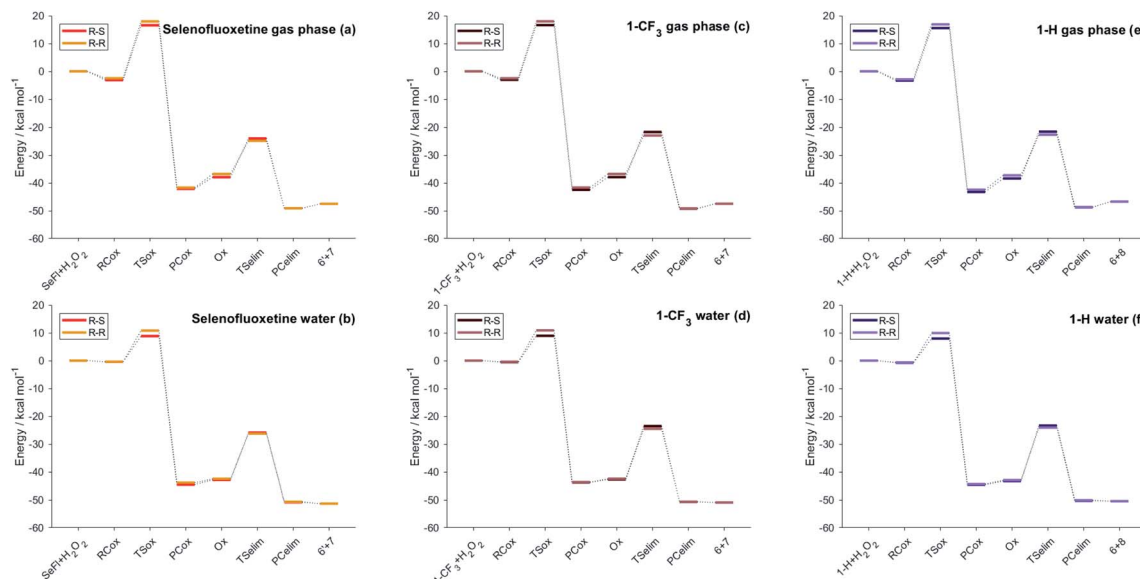 Selenofluoxetine gas phase (a)
R-S
R-R
20
10
0
-10
-20
-30
-40
-50
-60
Energy / kcal mol⁻¹
SeFl+H₂O₂
RCox
TSox
PCox
Ox
TSelim
PCelim
6'+7
1-CF₃ gas phase (c)
R-S
R-R
20
10
0
-10
-20
-30
-40
-50
-60
Energy / kcal mol⁻¹
1-CF₃+H₂O₂
RCox
TSox
PCox
Ox
TSelim
PCelim
6'+7
1-H gas phase (e
R-S
R-R
20
10
0
-10
-20
-30
-40
-50
-60
Energy / kcal mol⁻¹
1-H+H₂O₂
RCox
TSox
PCox
Ox
TSelim
PCelim
6+8
Selenofluoxetine water (b)
R-S
R-R
20
10
0
-10
-20
-30
-40
-50
-60
Energy / kcal mol⁻¹
SeFl+H₂O₂
RCox
TSox
PCox
Ox
TSelim
PCelim
6'+7
1-CF₃ water (d)
R-S
R-R
20
10
0
-10
-20
-30
-40
-50
-60
Energy / kcal mol⁻¹
1-CF₃+H₂O₂
RCox
TSox
PCox
Ox
TSelim
PCelim
6'+7
1-H water (f
R-S
R-R
20
10
0
-10
-20
-30
-40
-50
-60
Energy / kcal mol⁻¹
1-H+H₂O₂
RCox
TSox
PCox
Ox
TSelim
PCelim
6+8